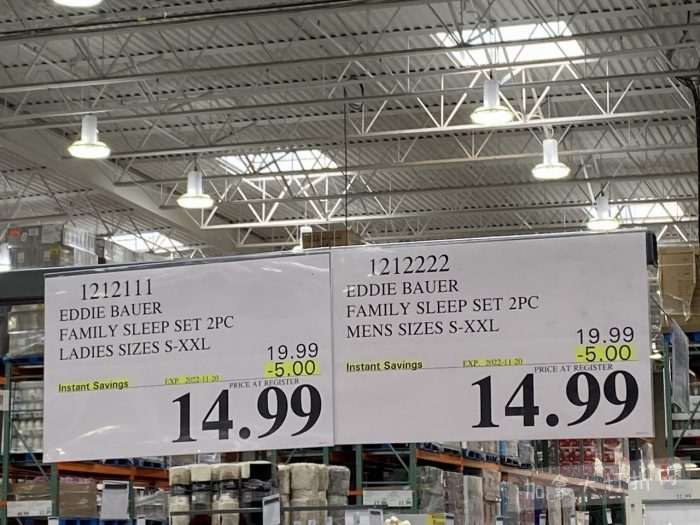 1212111
EDDIE BAUER
FAMILY SLEEP SET 2PC
LADIES SIZES S-XXL
19.99
Instant Savings EXP. 2022-11-20 -5.00
PRICE AT REGISTER
14.99
1212222
EDDIE BAUER
FAMILY SLEEP SET 2PC
MENS SIZES S-XXL
19.99
Instant Savings EXP. 2022-11-20 -5.00
PRICE AT REGISTER
14.99